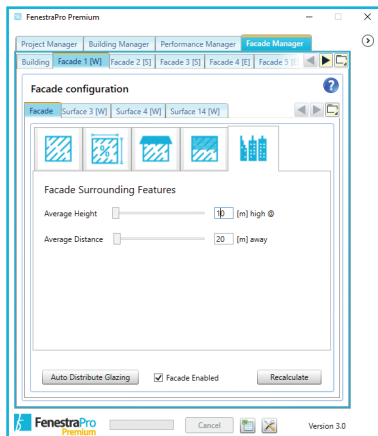 FenestraPro Premium
Project Manager Building Manager Performance Manager Facade Manager
Building Facade 1 [W] Facade 2 [S] Facade 3 [S] Facade 4 [E] Facade 5 [E]
Facade configuration
Facade Surface 3 [W] Surface 4 [W] Surface 14 [W]
%
Facade Surrounding Features
Average Height 10 [m] high @
Average Distance 20 [m] away
Auto Distribute Glazing Facade Enabled Recalculate
FenestraPro Cancel Version 3.0
Premium